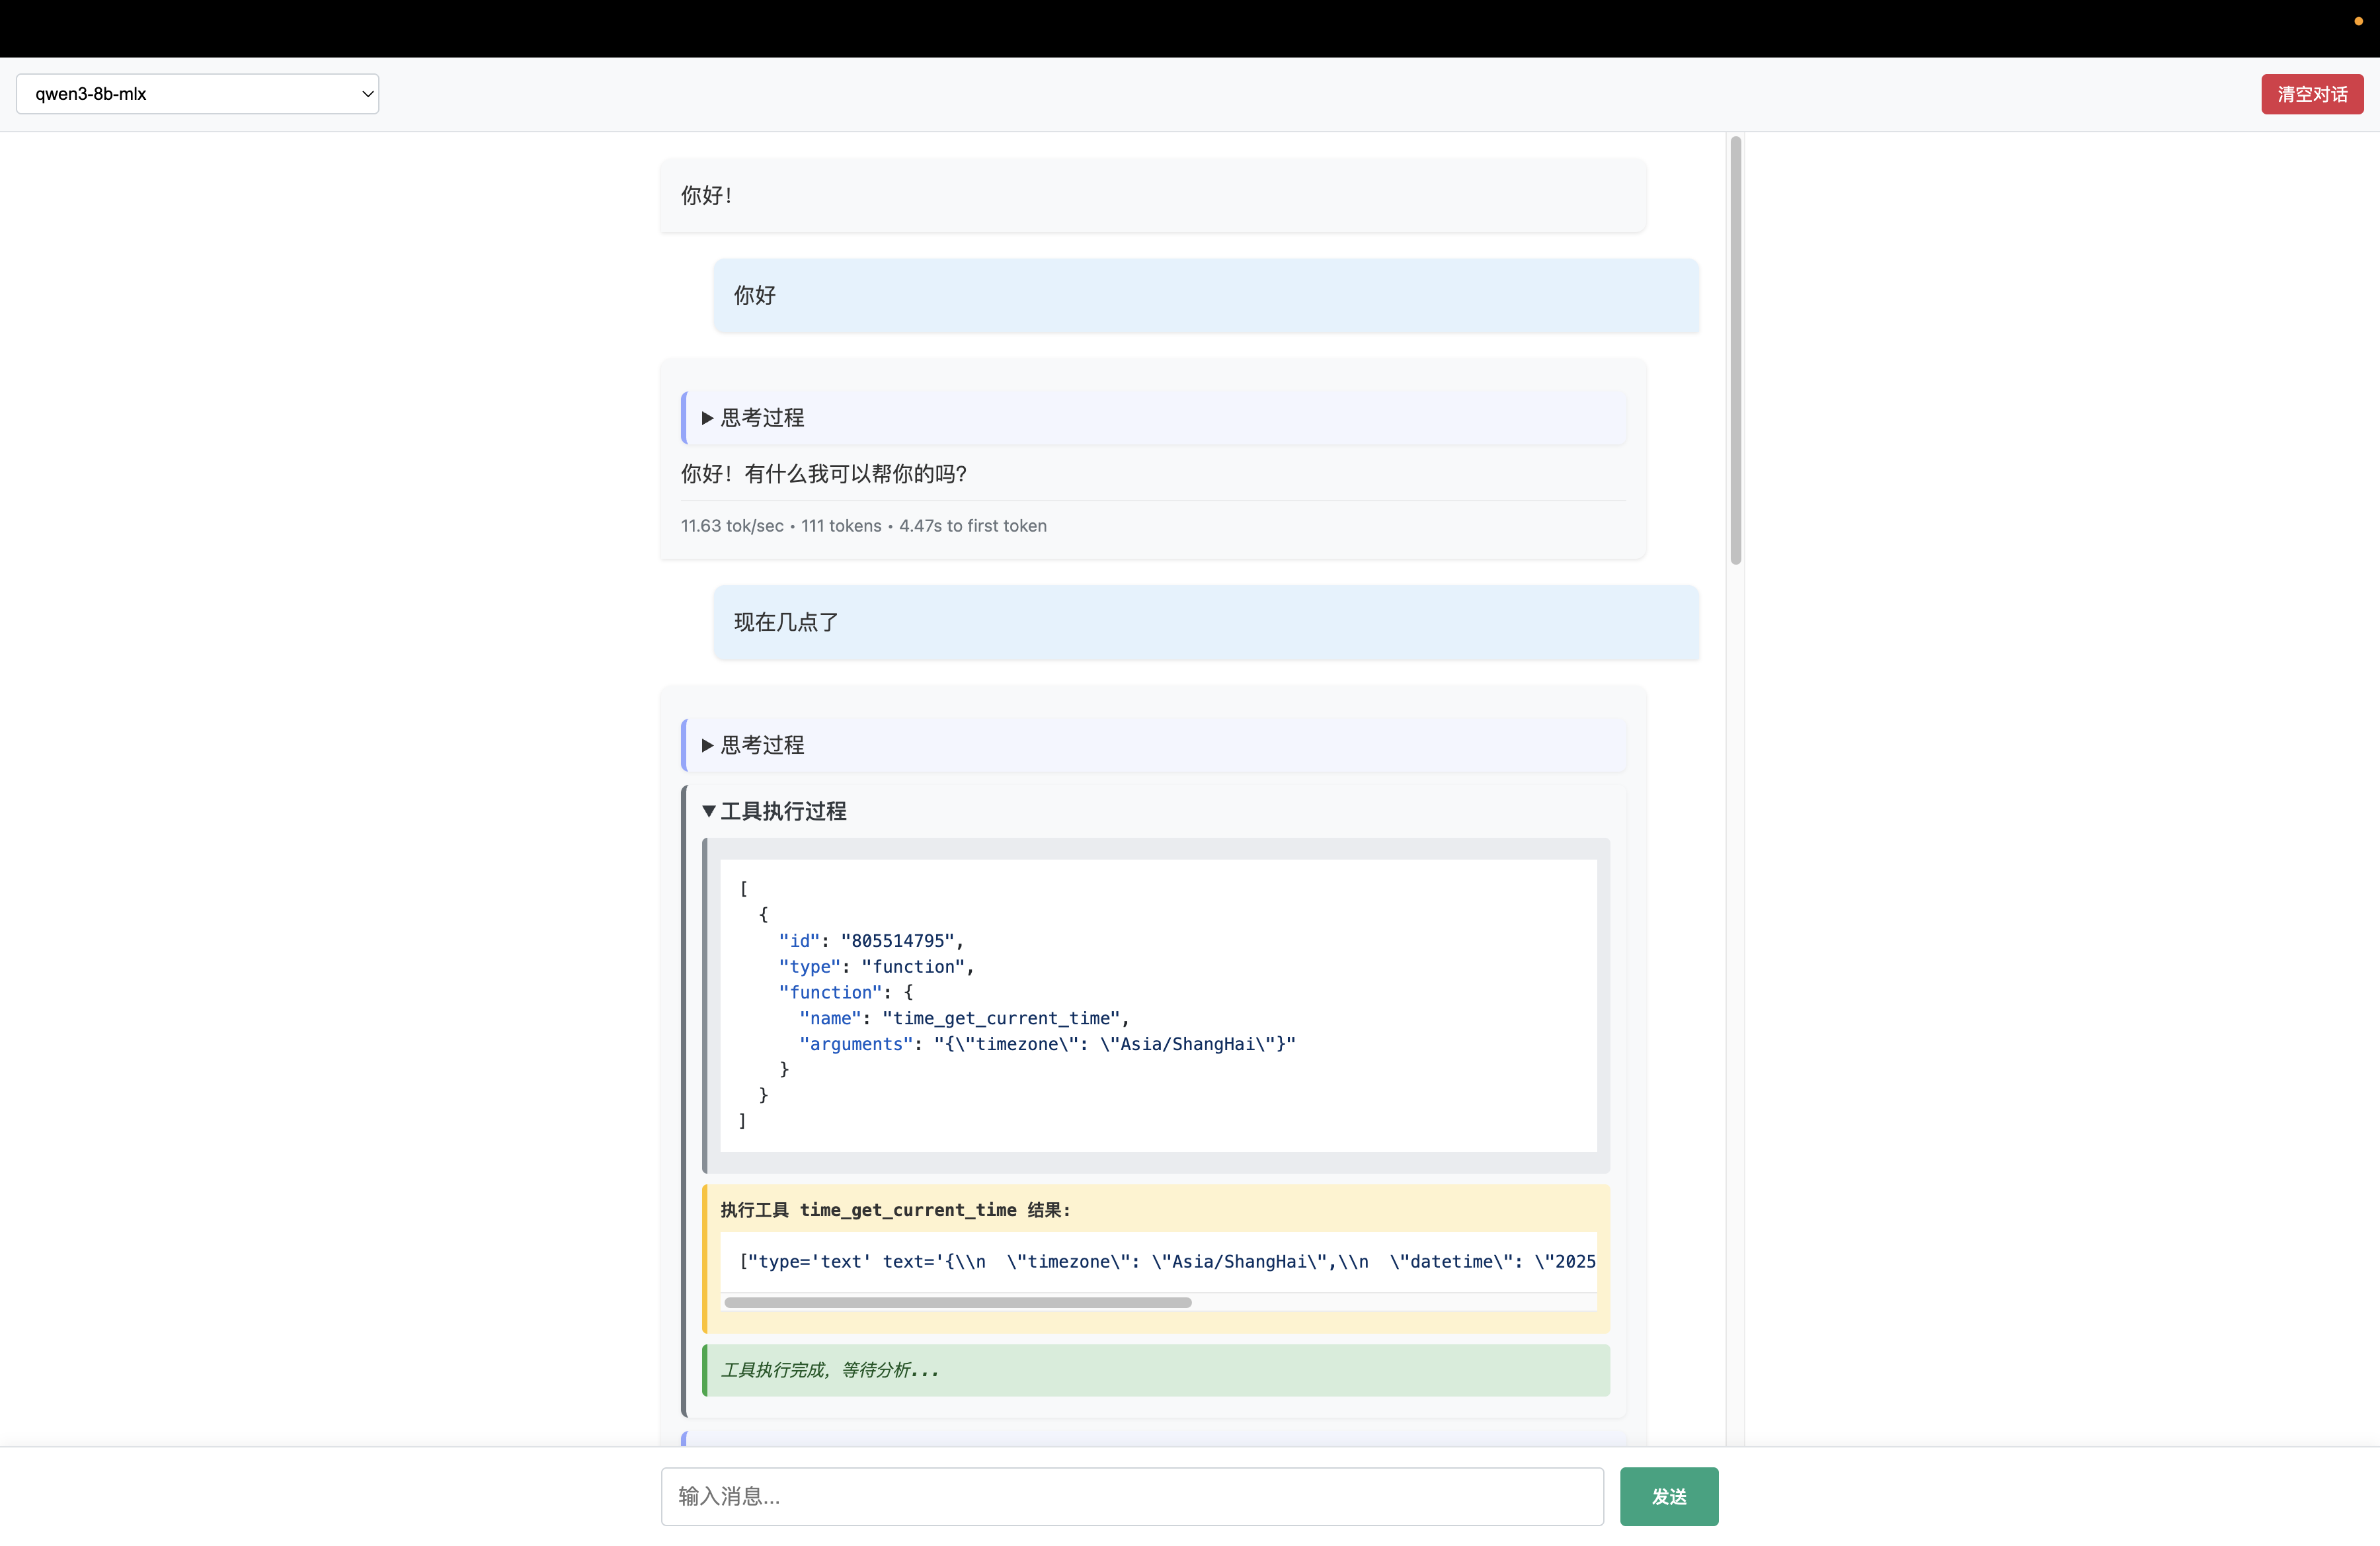 qwen3-8b-mlx
清空对话
你好！
你好
思考过程
你好！有什么我可以帮你的吗？
11.63 tok/sec • 111 tokens • 4.47s to first token
现在几点了
思考过程
工具执行过程
[
  {
    "id": "805514795",
    "type": "function",
    "function": {
      "name": "time_get_current_time",
      "arguments": "{\"timezone\": \"Asia/ShangHai\"}"
    }
  }
]
执行工具 time_get_current_time 结果：
["type='text' text='{\\n  \"timezone\": \"Asia/ShangHai\",\\n  \"datetime\": \"2025
工具执行完成，等待分析...
输入消息...
发送